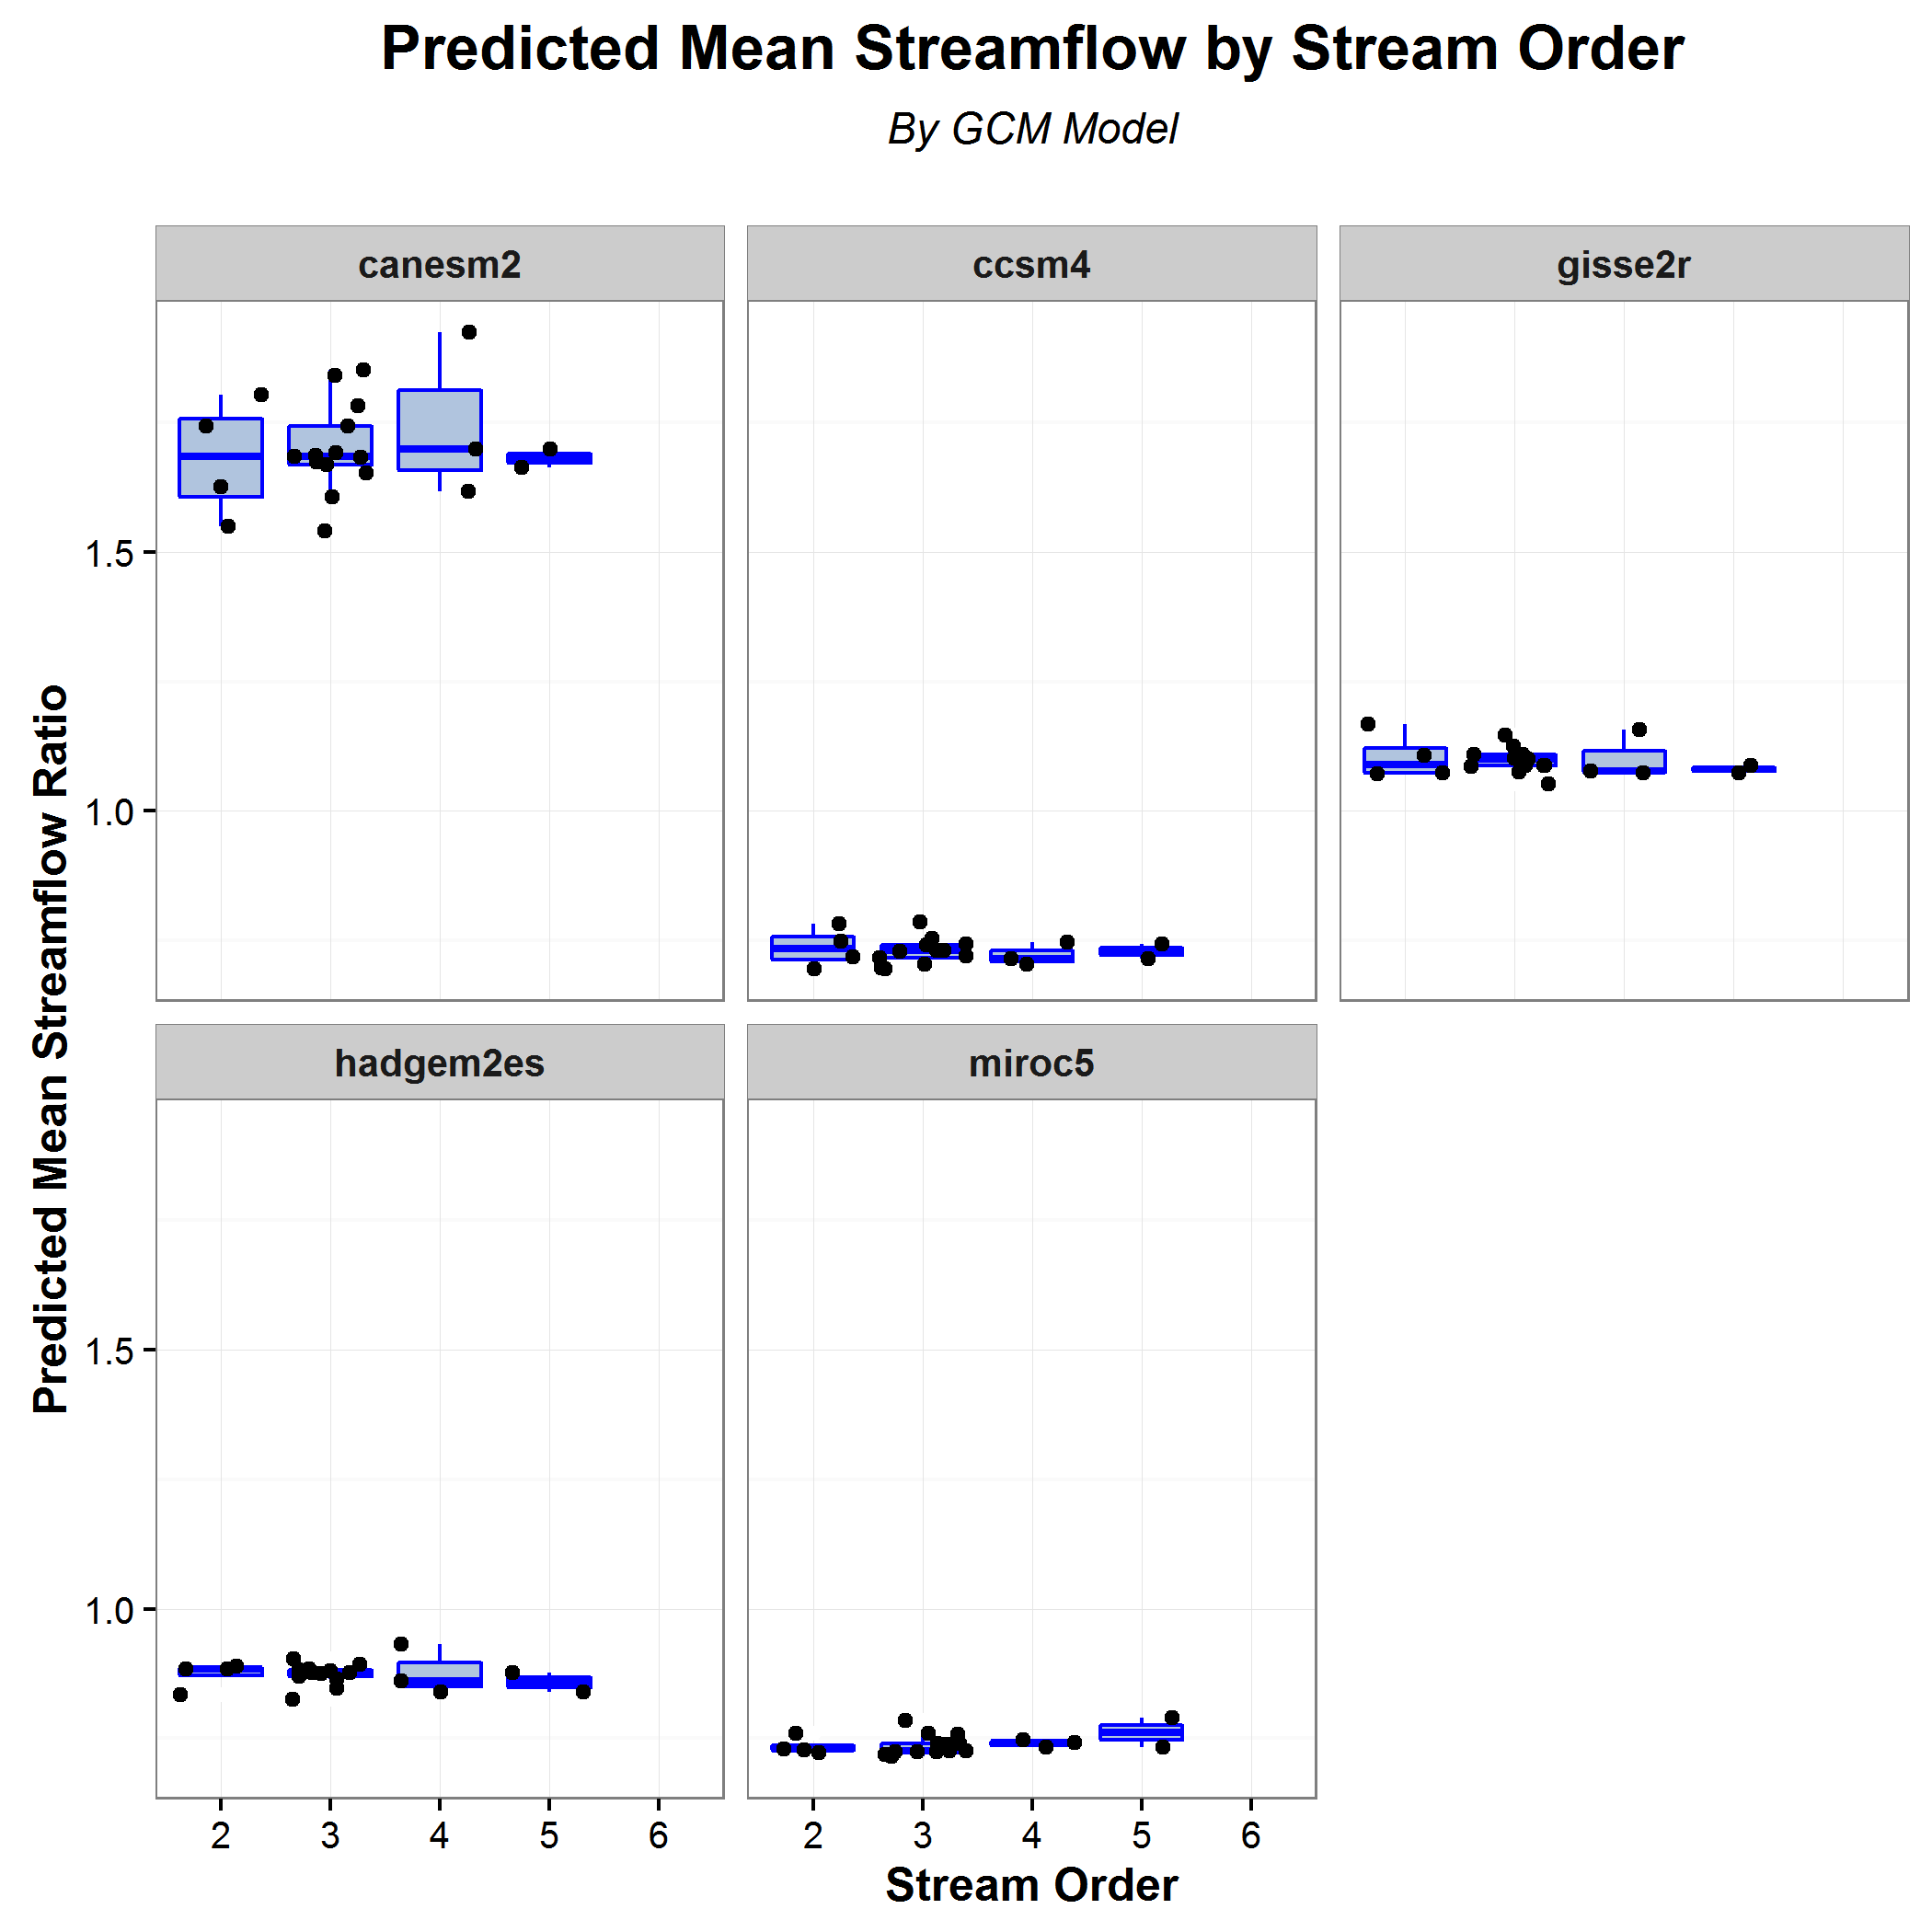 Predicted Mean Streamflow by Stream Order
By GCM Model
canesm2
ccsm4
gisse2r
1.5
1.0
Predicted Mean Streamflow Ratio
hadgem2es
miroc5
1.5
1.0
2 3 4 5 6
2 3 4 5 6
Stream Order